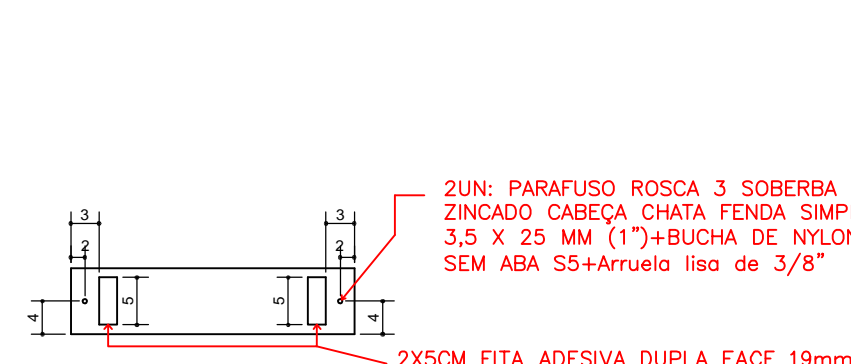 2UN: PARAFUSO ROSCA 3 SOBERBA
ZINCADO CABEÇA CHATA FENDA SIMP
3,5 X 25 MM (1")+BUCHA DE NYLON
SEM ABA S5+Arruela lisa de 3/8"
3
3
2
2
5
5
4
4
2X5CM FITA ADESIVA DUPLA FACE 19mm